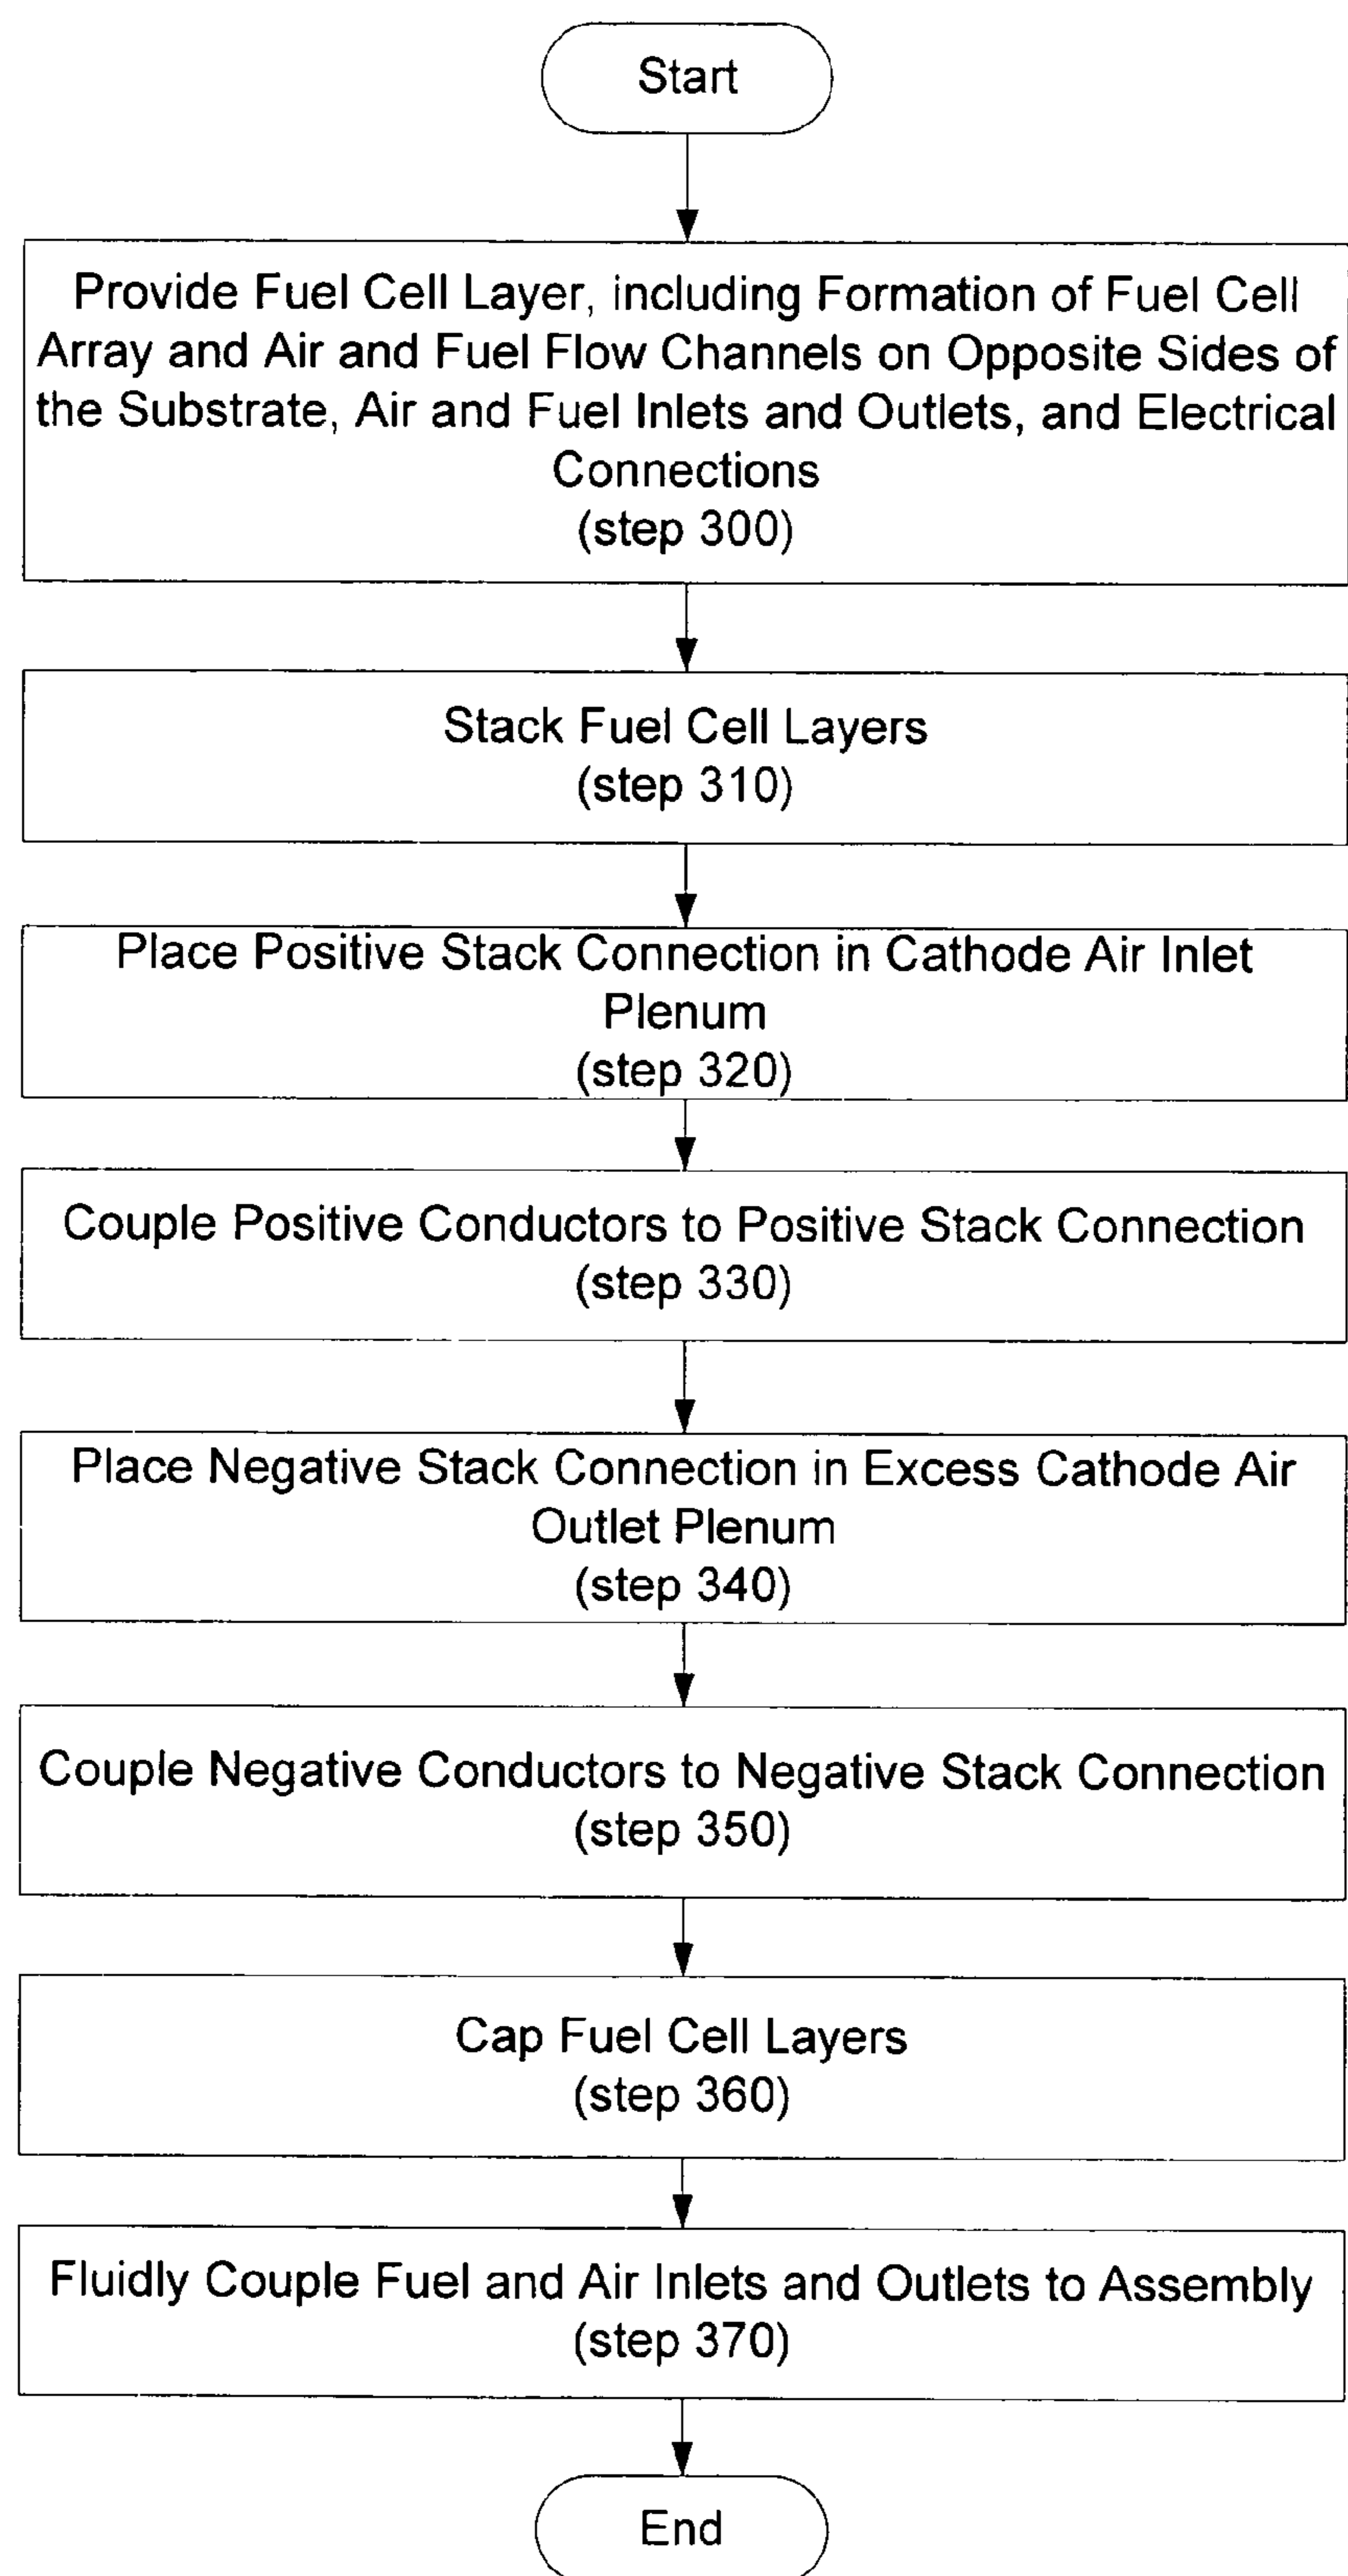 Start
Provide Fuel Cell Layer, including Formation of Fuel Cell
Array and Air and Fuel Flow Channels on Opposite Sides of
the Substrate, Air and Fuel Inlets and Outlets, and Electrical
Connections
(step 300)
Stack Fuel Cell Layers
(step 310)
Place Positive Stack Connection in Cathode Air Inlet
Plenum
(step 320)
Couple Positive Conductors to Positive Stack Connection
(step 330)
Place Negative Stack Connection in Excess Cathode Air
Outlet Plenum
(step 340)
Couple Negative Conductors to Negative Stack Connection
(step 350)
Cap Fuel Cell Layers
(step 360)
Fluidly Couple Fuel and Air Inlets and Outlets to Assembly
(step 370)
End